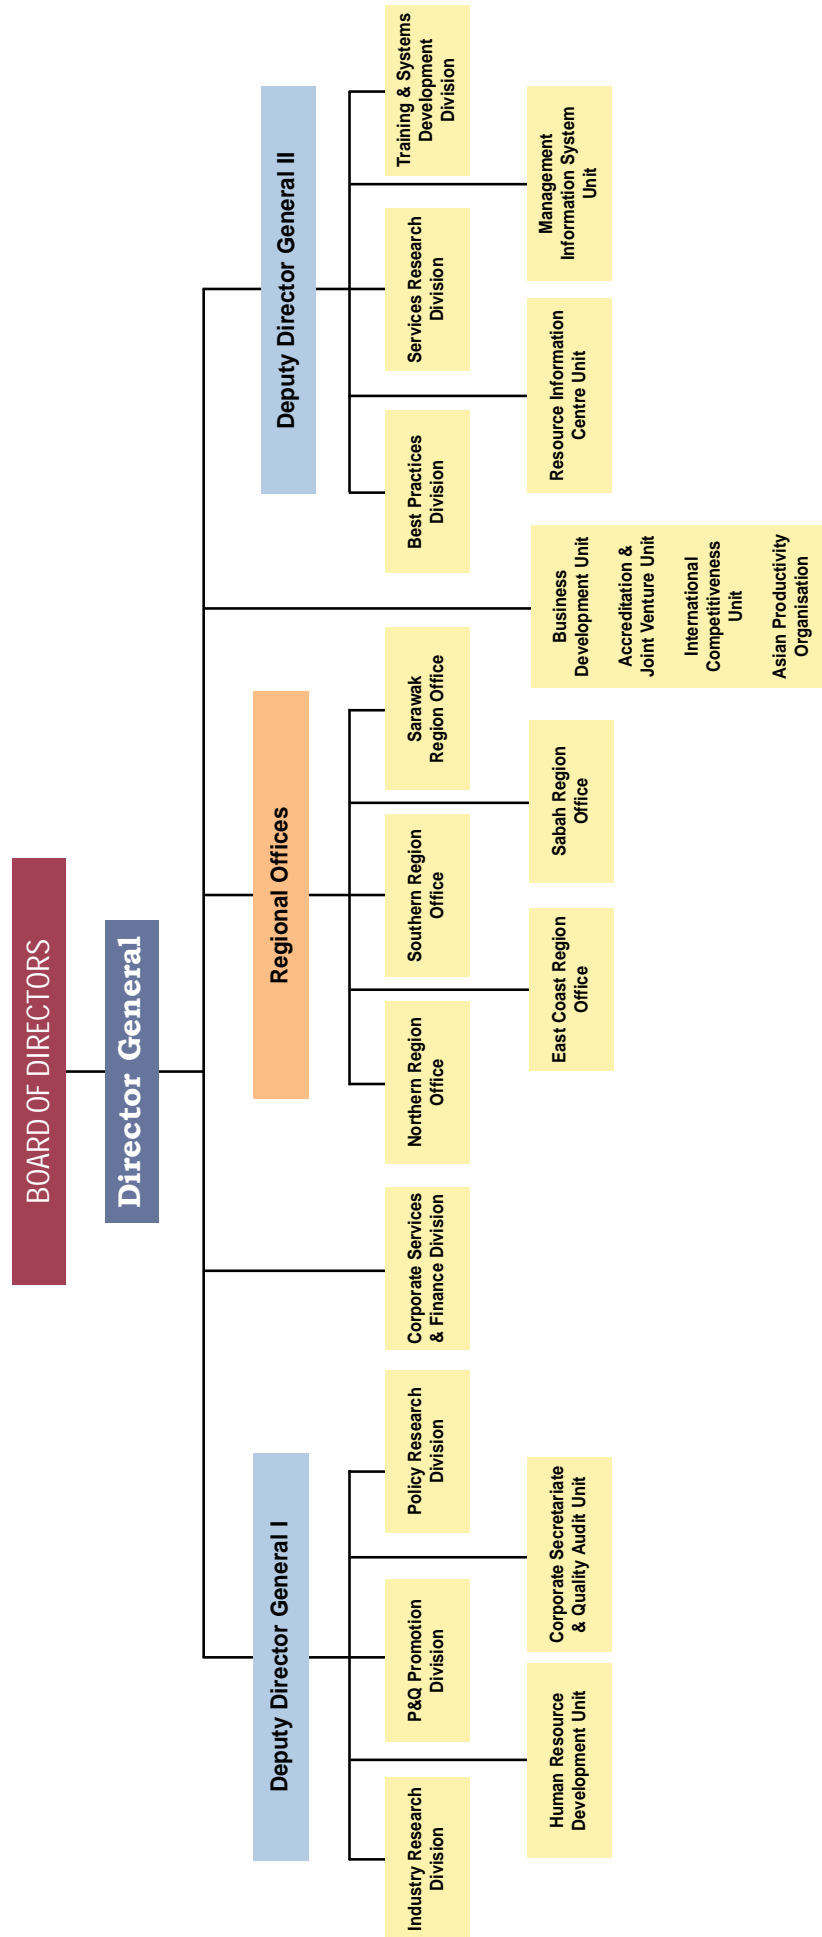 BOARD OF DIRECTORS
Director General
Deputy Director General I
Regional Offices
Deputy Director General II
Industry Research
Division
P&Q Promotion
Division
Policy Research
Division
Corporate Services
& Finance Division
Northern Region
Office
Southern Region
Office
Sarawak
Region Office
Best Practices
Division
Services Research
Division
Training & Systems
Development
Division
Human Resource
Development Unit
Corporate Secretariate
& Quality Audit Unit
East Coast Region
Office
Sabah Region
Office
Business
Development Unit
Accreditation &
Joint Venture Unit
International
Competitiveness
Unit
Asian Productivity
Organisation
Resource Information
Centre Unit
Management
Information System
Unit